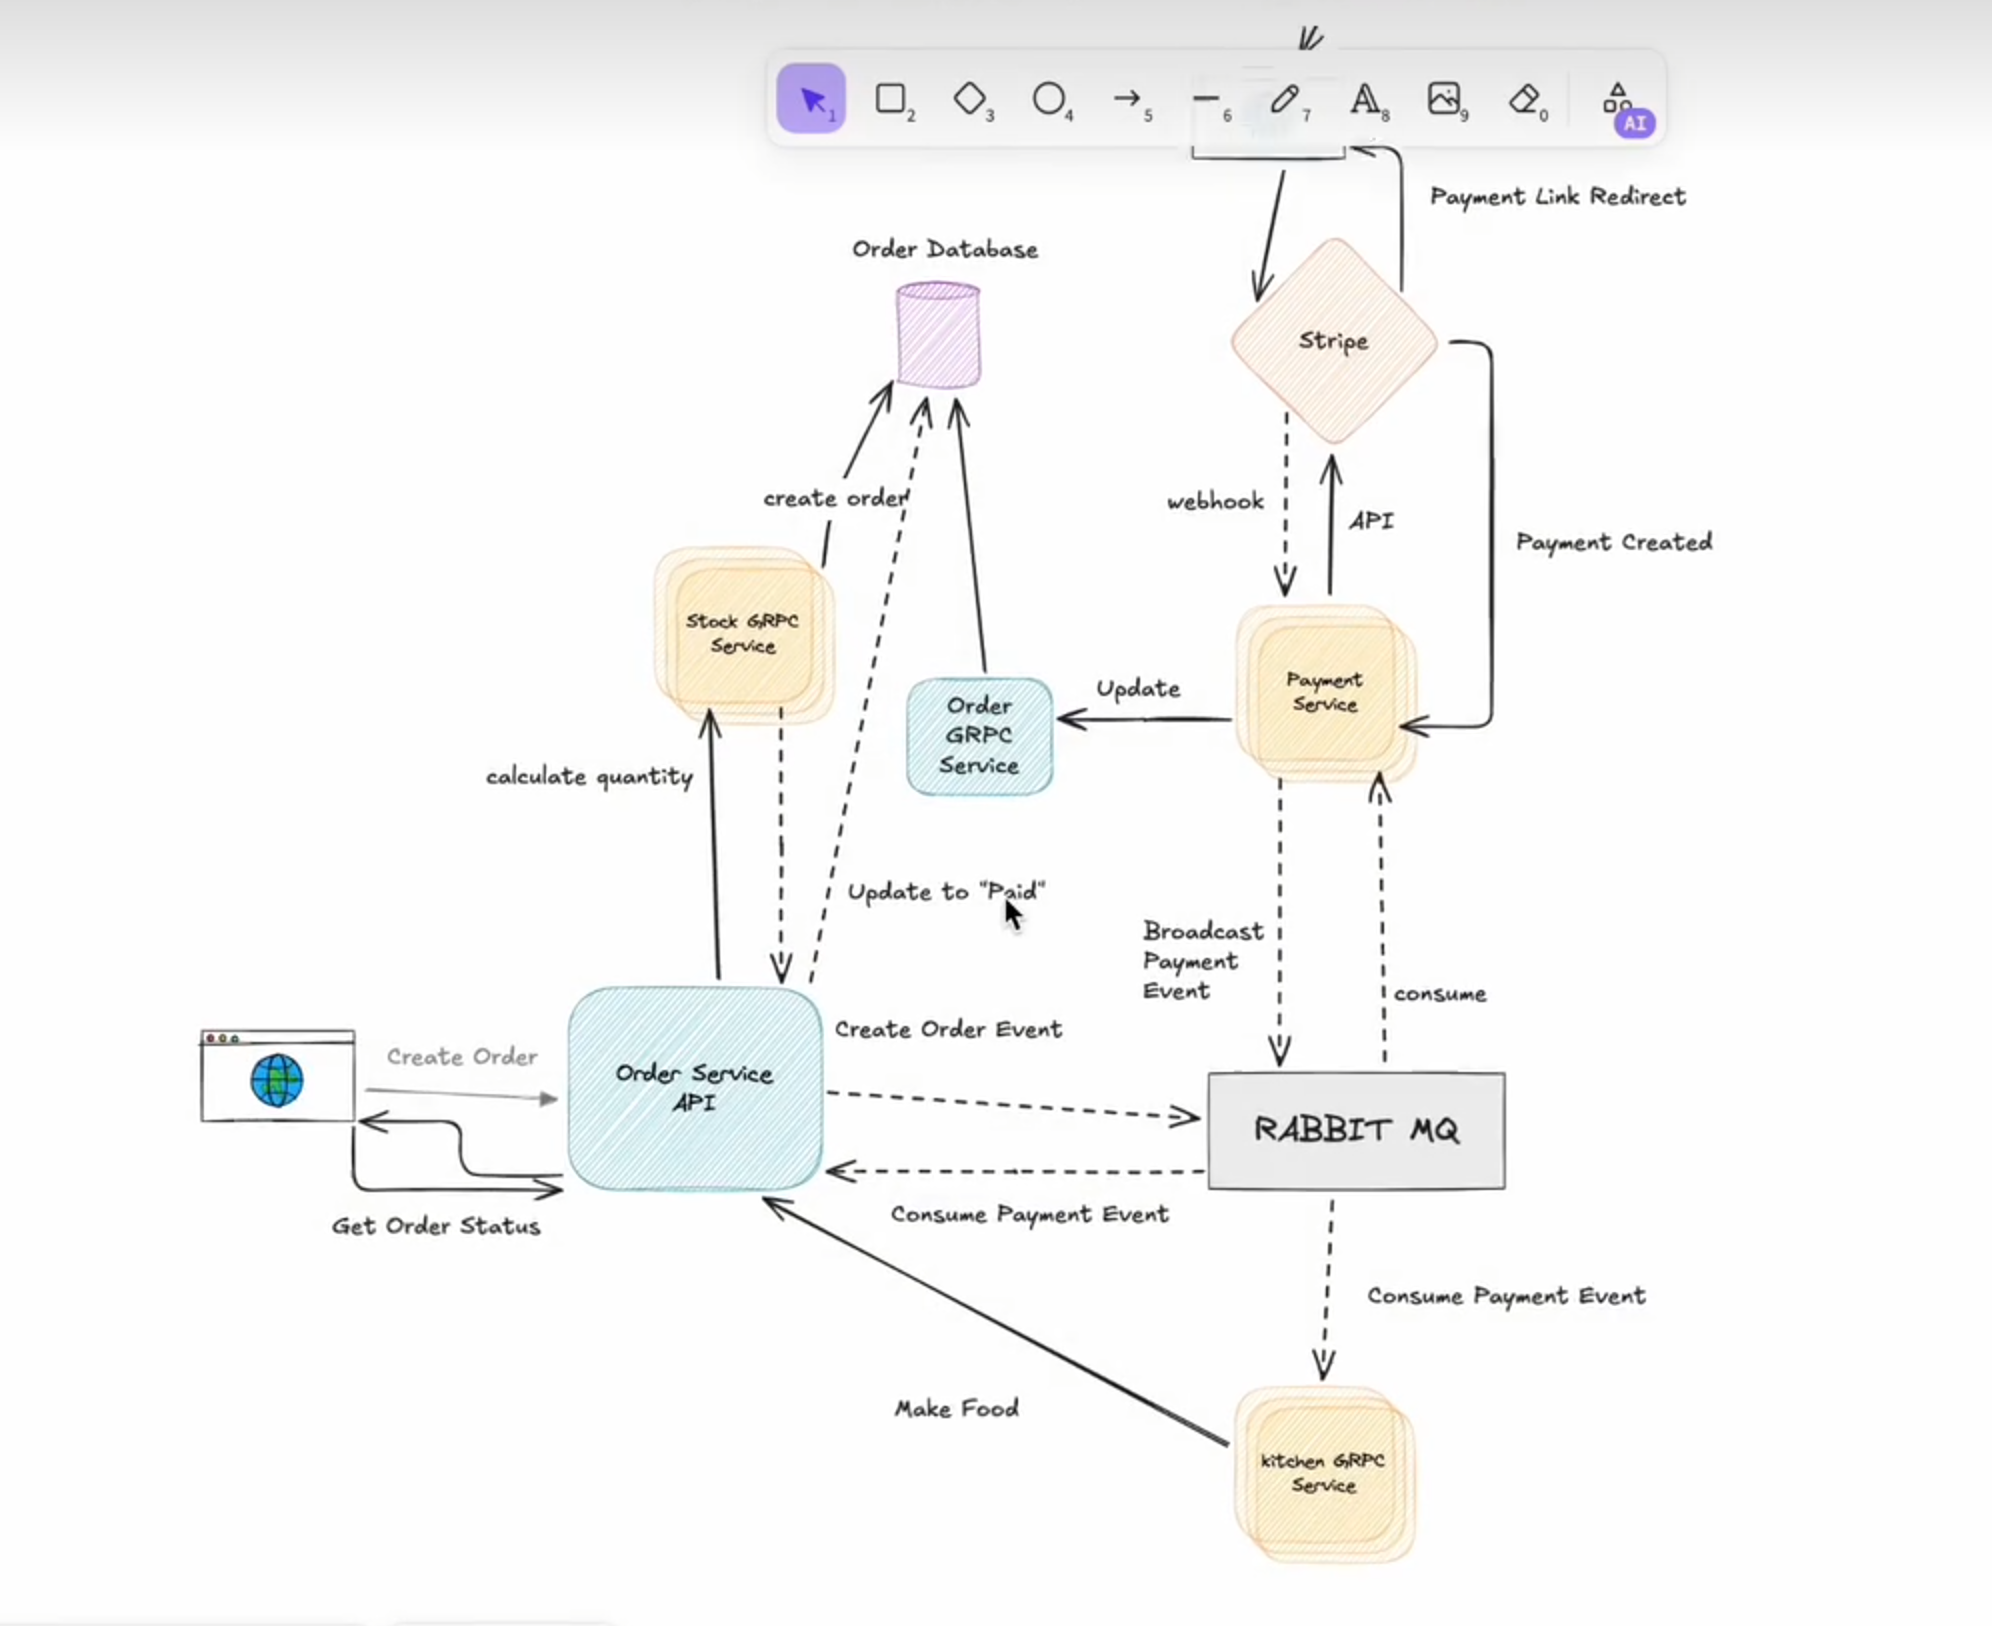 1
2
3
4
5
6
7
A
8
9
0
AI
Payment Link Redirect
Order Database
Stripe
create order
webhook
API
Payment Created
Stock GRPC
Service
Payment
Service
Update
Order
GRPC
Service
calculate quantity
Update to "Paid"
Broadcast
Payment
Event
consume
Create Order Event
Create Order
Order Service
API
RABBIT MQ
Consume Payment Event
Get Order Status
Consume Payment Event
Make Food
kitchen GRPC
Service